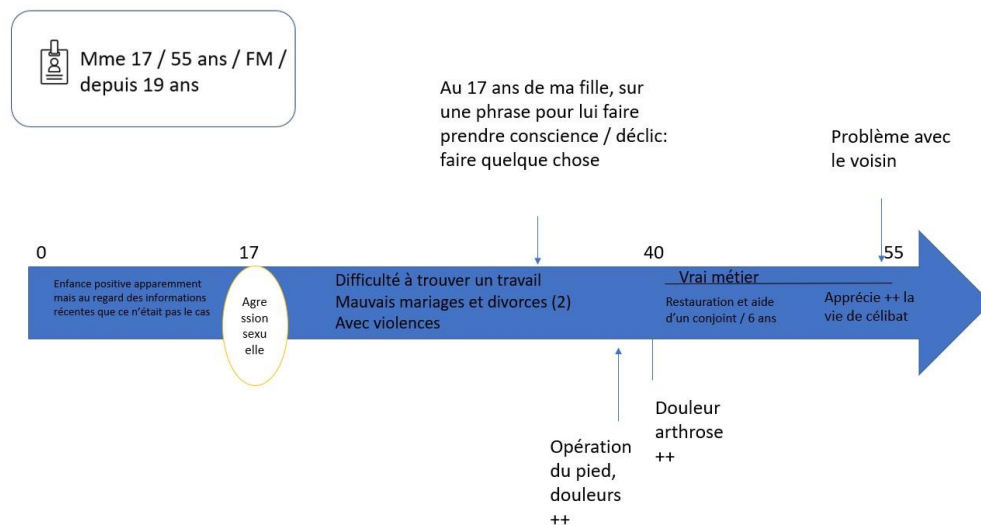 Mme 17 / 55 ans / FM /
depuis 19 ans
Au 17 ans de ma fille, sur
une phrase pour lui faire
prendre conscience / déclic:
faire quelque chose
Problème avec
le voisin
0
17
40
55
Enfance positive apparemment
mais au regard des informations
récentes que ce n’était pas le cas
Agre
ssion
sexu
elle
Difficulté à trouver un travail
Mauvais mariages et divorces (2)
Avec violences
Vrai métier
Restauration et aide
d’un conjoint / 6 ans
Apprécie ++ la
vie de célibat
Opération
du pied,
douleurs
++
Douleur
arthrose
++